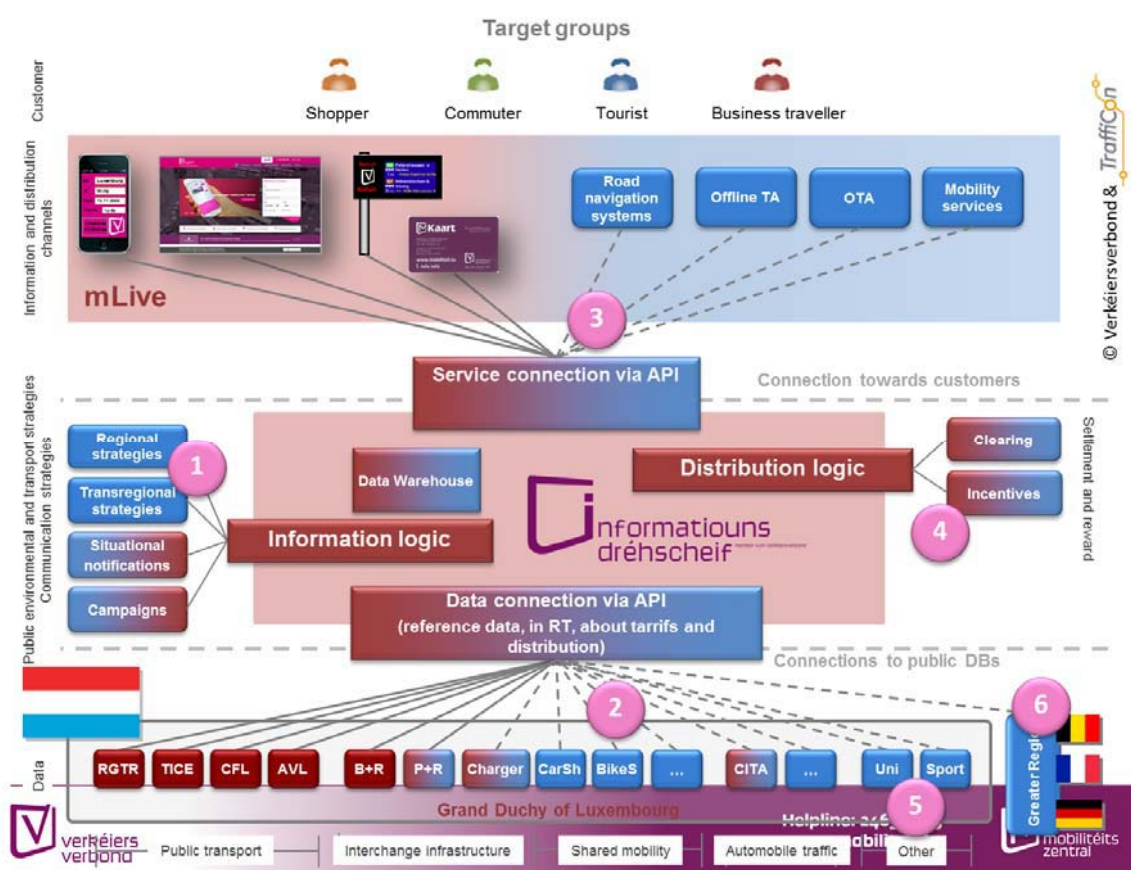 Target groups
Customer
Shopper
Commuter
Tourist
Business traveller
© Verkéiersverbond & TraffiCon
Information and distribution
channels
Kaart
Road
navigation
systems
Offline TA
OTA
Mobility
services
mLive
3
Service connection via API
Connection towards customers
Public environmental and transport strategies
Communication strategies
Regional
strategies
1
Transregional
strategies
Situational
notifications
Campaigns
Data Warehouse
Information logic
Distribution logic
Clearing
Incentives
4
Settlement and
reward
informatiouns
dréhscheif
Data connection via API
(reference data, in RT, about tarrifs and
distribution)
Connections to public DBs
2
6
Data
RGTR
TICE
CFL
AVL
B+R
P+R
Charger
CarSh
BikeS
...
CITA
...
Uni
Sport
Greater Regio
Grand Duchy of Luxembourg
5
Helpline:
verkéiers
verbond
Public transport
Interchange infrastructure
Shared mobility
Automobile traffic
Other
mobilitéits
zentral